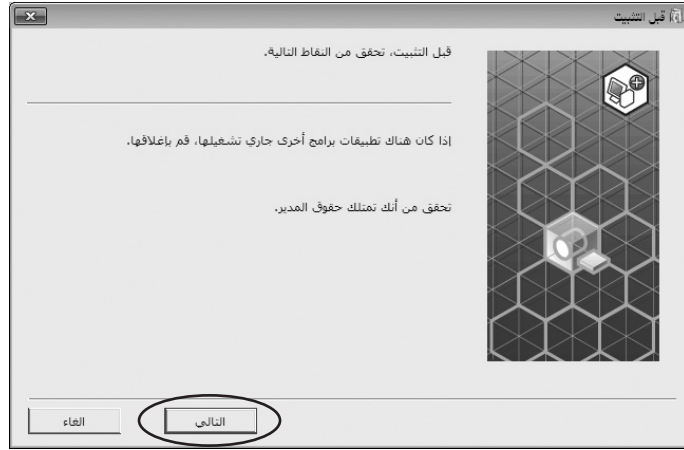 قبل التثبيت
قبل التثبيت، تحقق من النقاط التالية.
إذا كان هناك تطبيقات برامج أخرى جاري تشغيلها، قم بإغلاقها.
تحقق من أنك تمتلك حقوق المدير.
التالي
الغاء